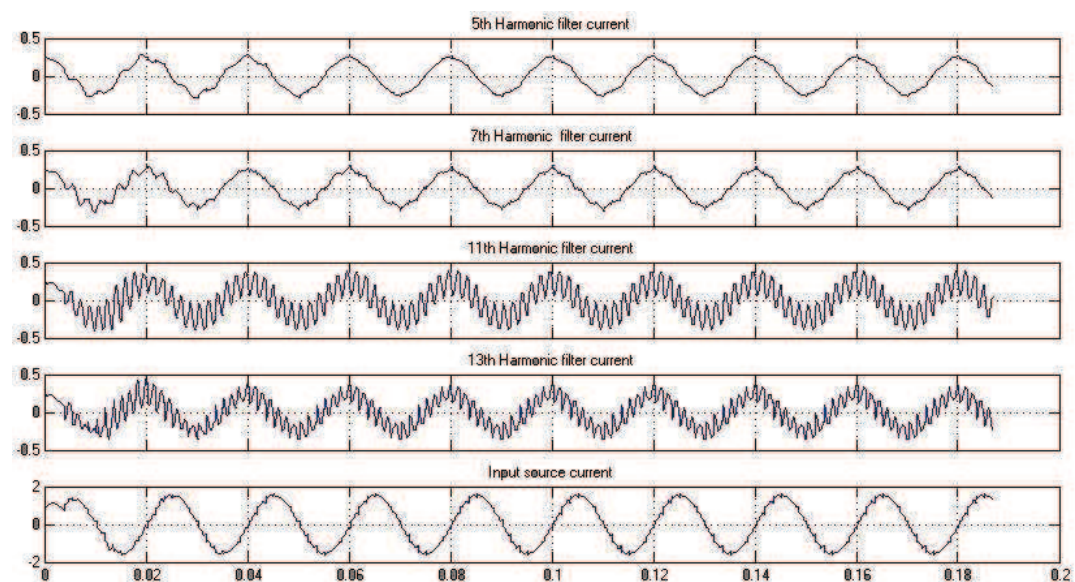 5th Harmonic filter current
0.5
0
-0.5
7th Harmonic filter current
0.5
0
-0.5
11th Harmonic filter current
0.5
0
-0.5
13th Harmonic filter current
0.5
0
-0.5
Input source current
2
0
-2
0 0.02 0.04 0.06 0.08 0.1 0.12 0.14 0.16 0.18 0.2